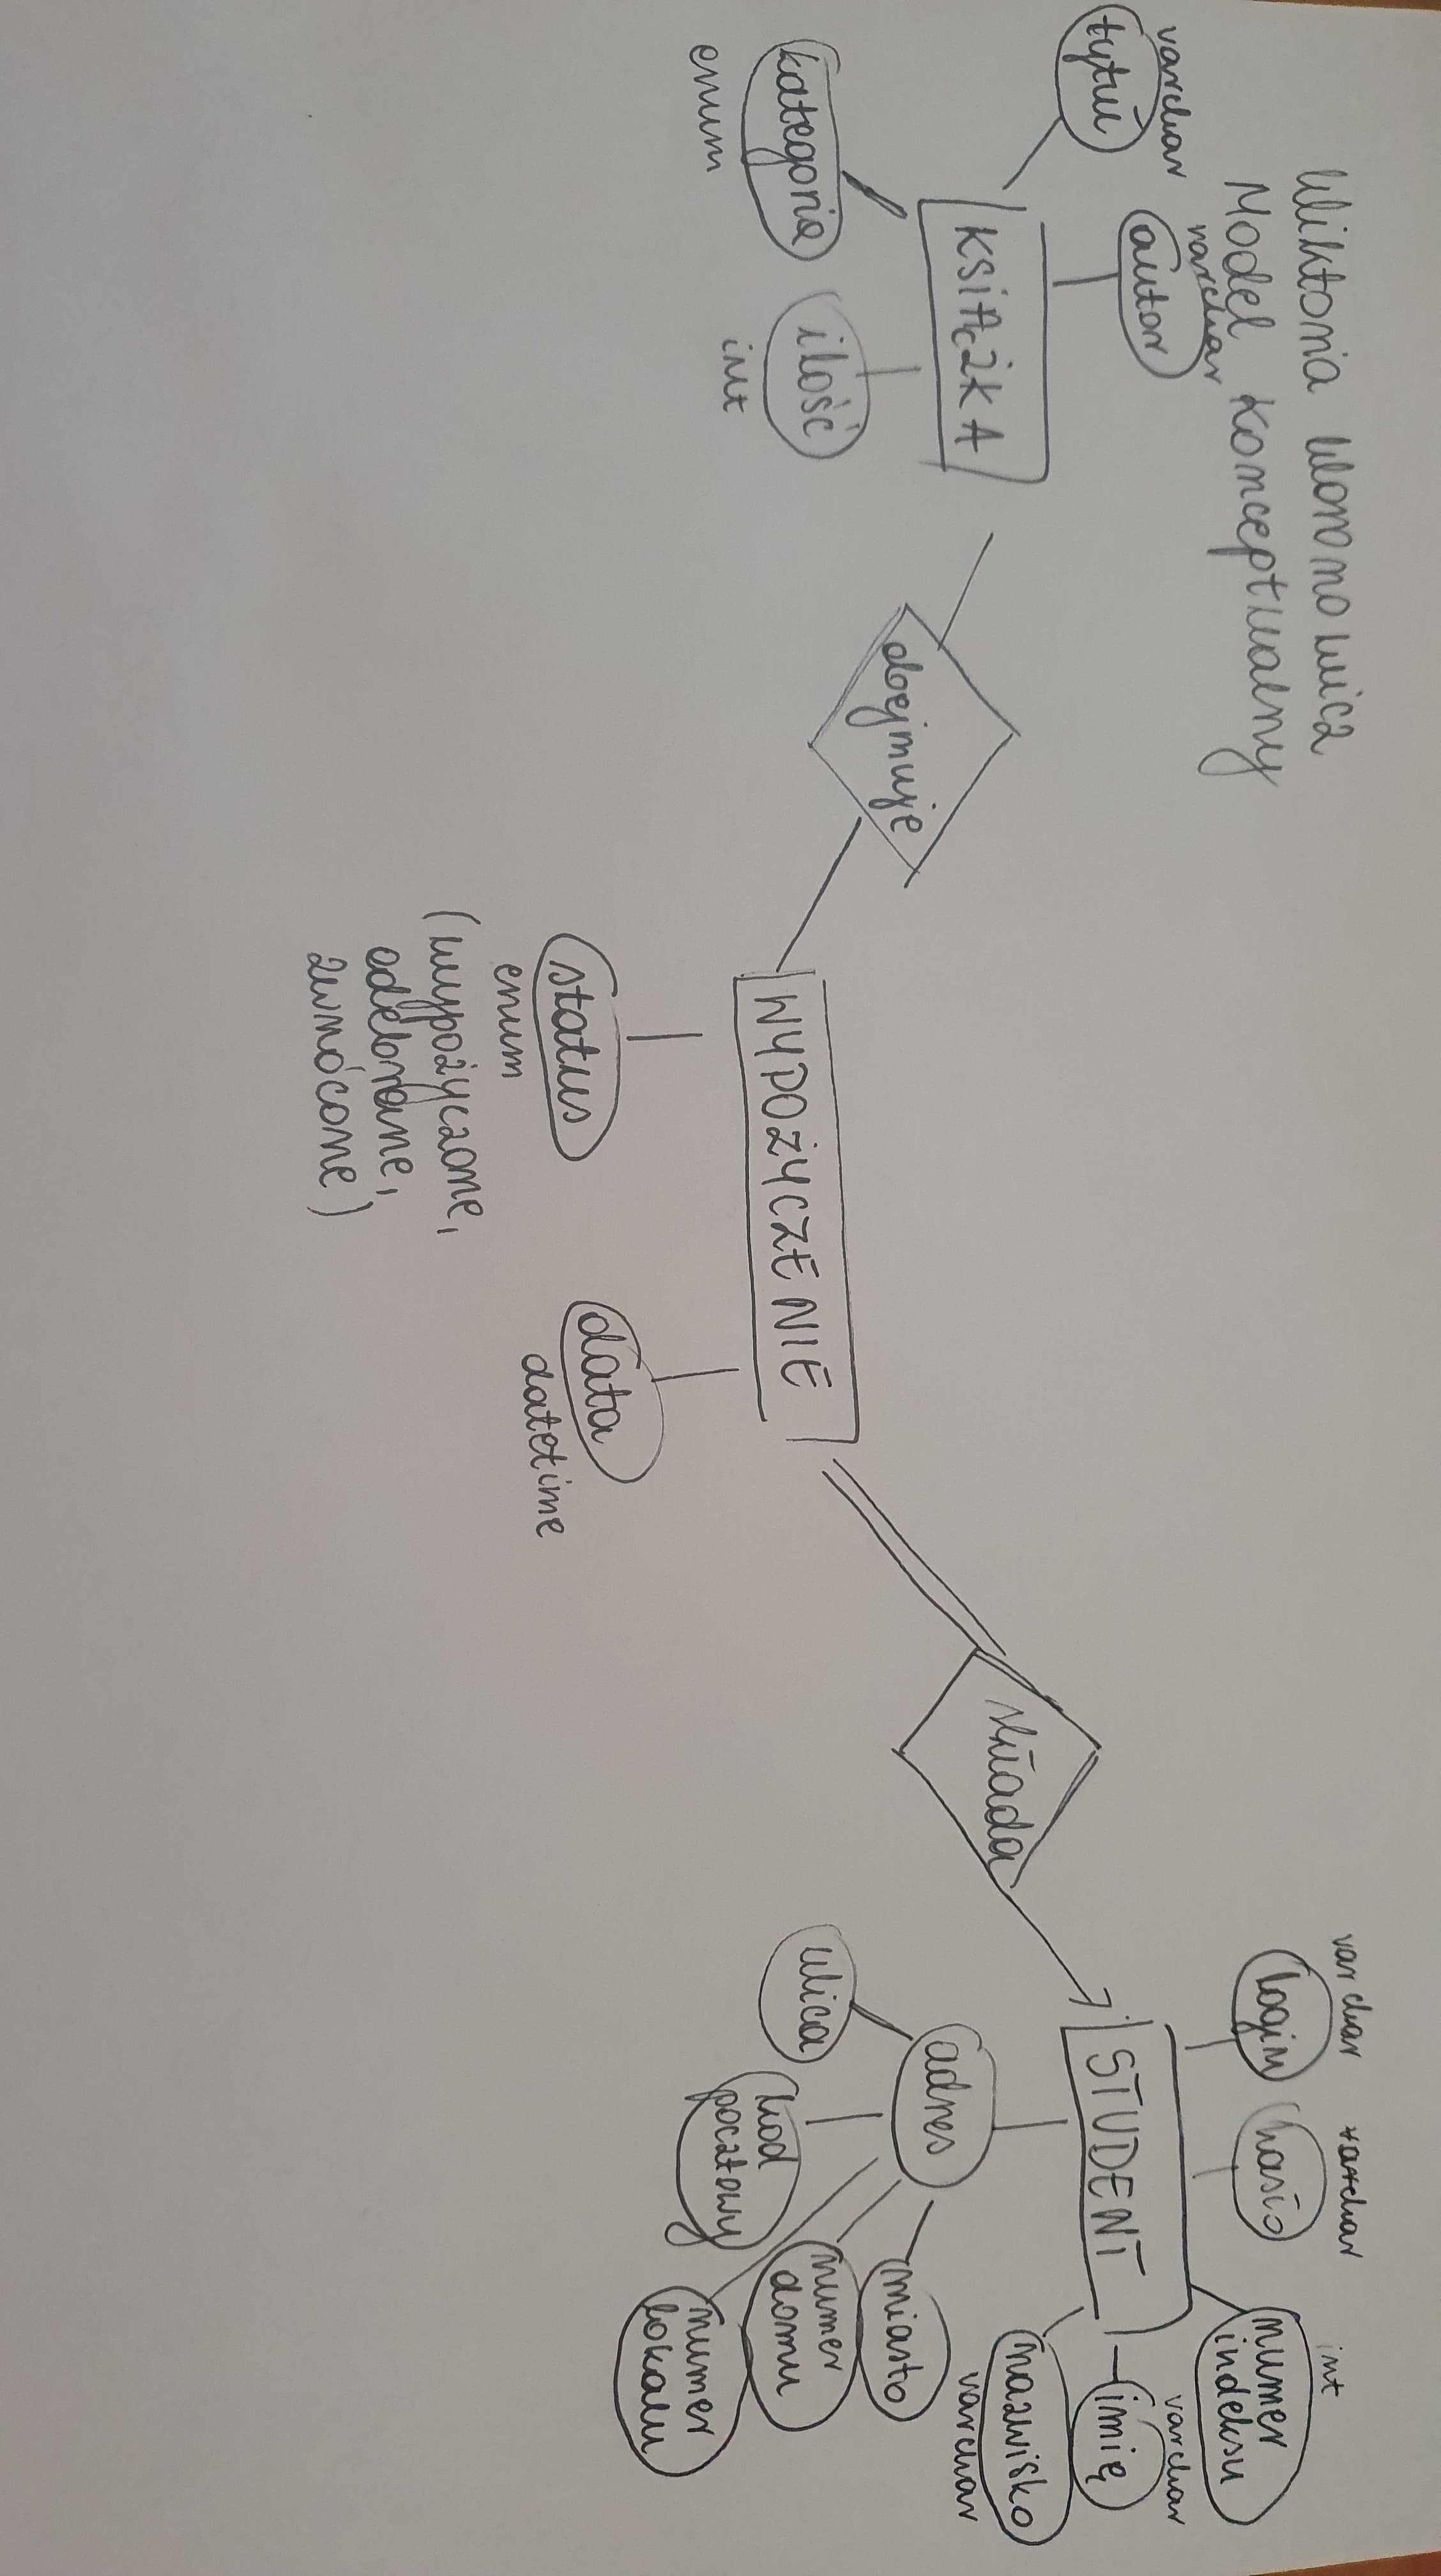 Wiktoria Woronowicz
Model Konceptualny
varchar
tytuł
varchar
autor
KSIĄŻKA
kategoria
enum
ilość
int
obejmuje
WYPOŻYCZENIE
status
enum
(wypożyczone,
odebrane,
zwrócone)
data
datetime
składa
varchar
login
varchar
hasło
int
numer
indeksu
STUDENT
varchar
imię
nazwisko
varchar
adres
miasto
ulica
kod
pocztowy
numer
domu
numer
lokalu